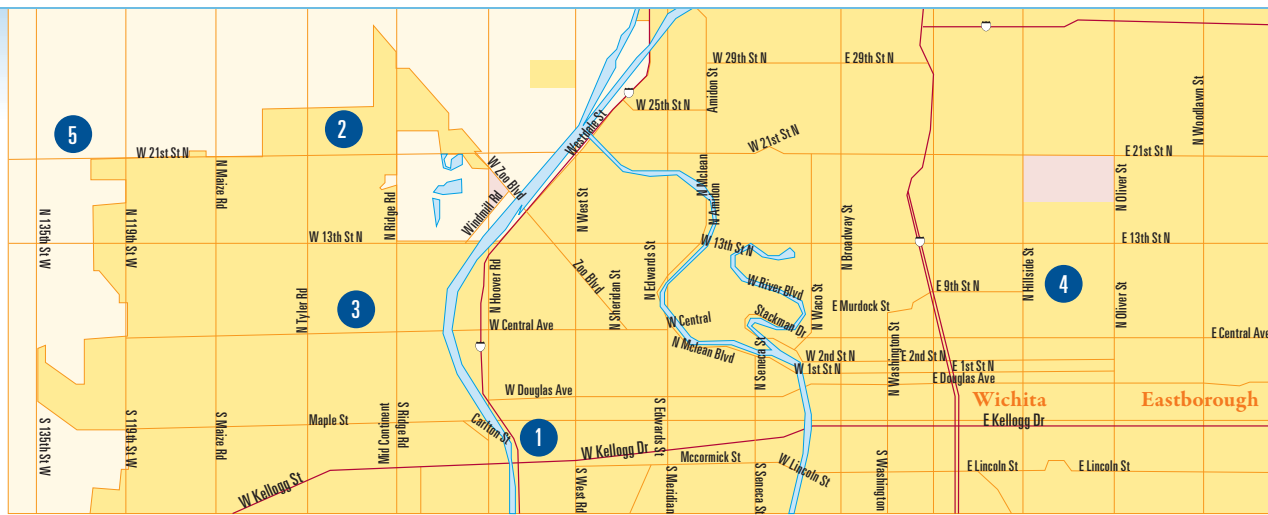 W 29th St N
E 29th St N
Amidon St
W 25th St N
N Woodlawn St
5
2
Westdale St
W 21st St N
W 21st St N
E 21st St N
N Maize Rd
W Zoo Blvd
N Mclean
N Amidon
N Oliver St
Windmill Rd
N Ridge Rd
N West St
N 135th St W
N 119th St W
W 13th St N
W 13th St N
E 13th St N
N Broadway St
N Edwards St
N Hillside St
N Hoover Rd
Zoo Blvd
N Sheridan St
W River Blvd
E 9th St N
4
N Tyler Rd
3
N Waco St
E Murdock St
N Oliver St
W Central Ave
W Central
Stackman Dr
E Central Ave
N Mclean Blvd
N Seneca St
W 2nd St N
E 2nd St N
W 1st St N
E 1st St N
N Washington St
E Douglas Ave
W Douglas Ave
Wichita
Eastborough
S 135th St W
S 119th St W
S Maize Rd
Maple St
Mid Continent
S Ridge Rd
Carlton St
1
S Edwards St
E Kellogg Dr
W Kellogg Dr
Mccormick St
W Lincoln St
E Lincoln St
E Lincoln St
W Kellogg St
S West Rd
S Meridian
S Seneca St
S Washington